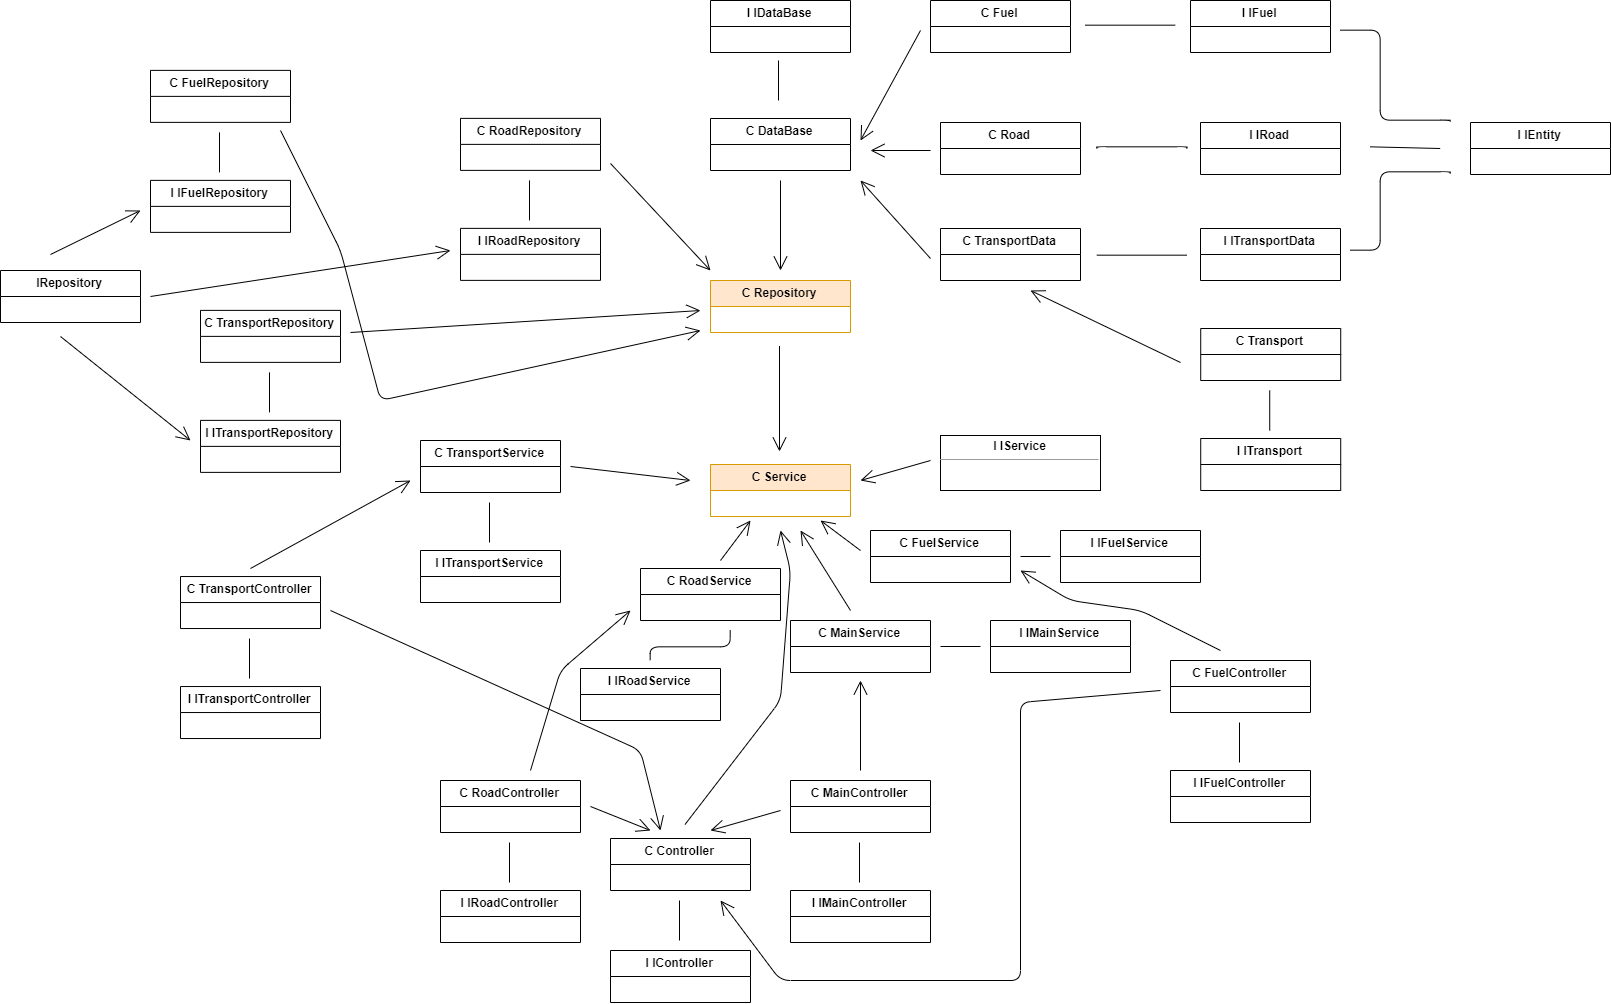 I IDataBase
C Fuel
I IFuel
C FuelRepository
C RoadRepository
C DataBase
C Road
I IRoad
I IEntity
I IFuelRepository
I IRoadRepository
C TransportData
I ITransportData
IRepository
C Repository
C TransportRepository
C Transport
I ITransportRepository
C TransportService
I IService
I ITransport
C Service
C FuelService
I IFuelService
I ITransportService
C RoadService
C TransportController
C MainService
I IMainService
I IRoadService
C FuelController
I ITransportController
C RoadController
C MainController
I IFuelController
C Controller
I IRoadController
I IMainController
I IController